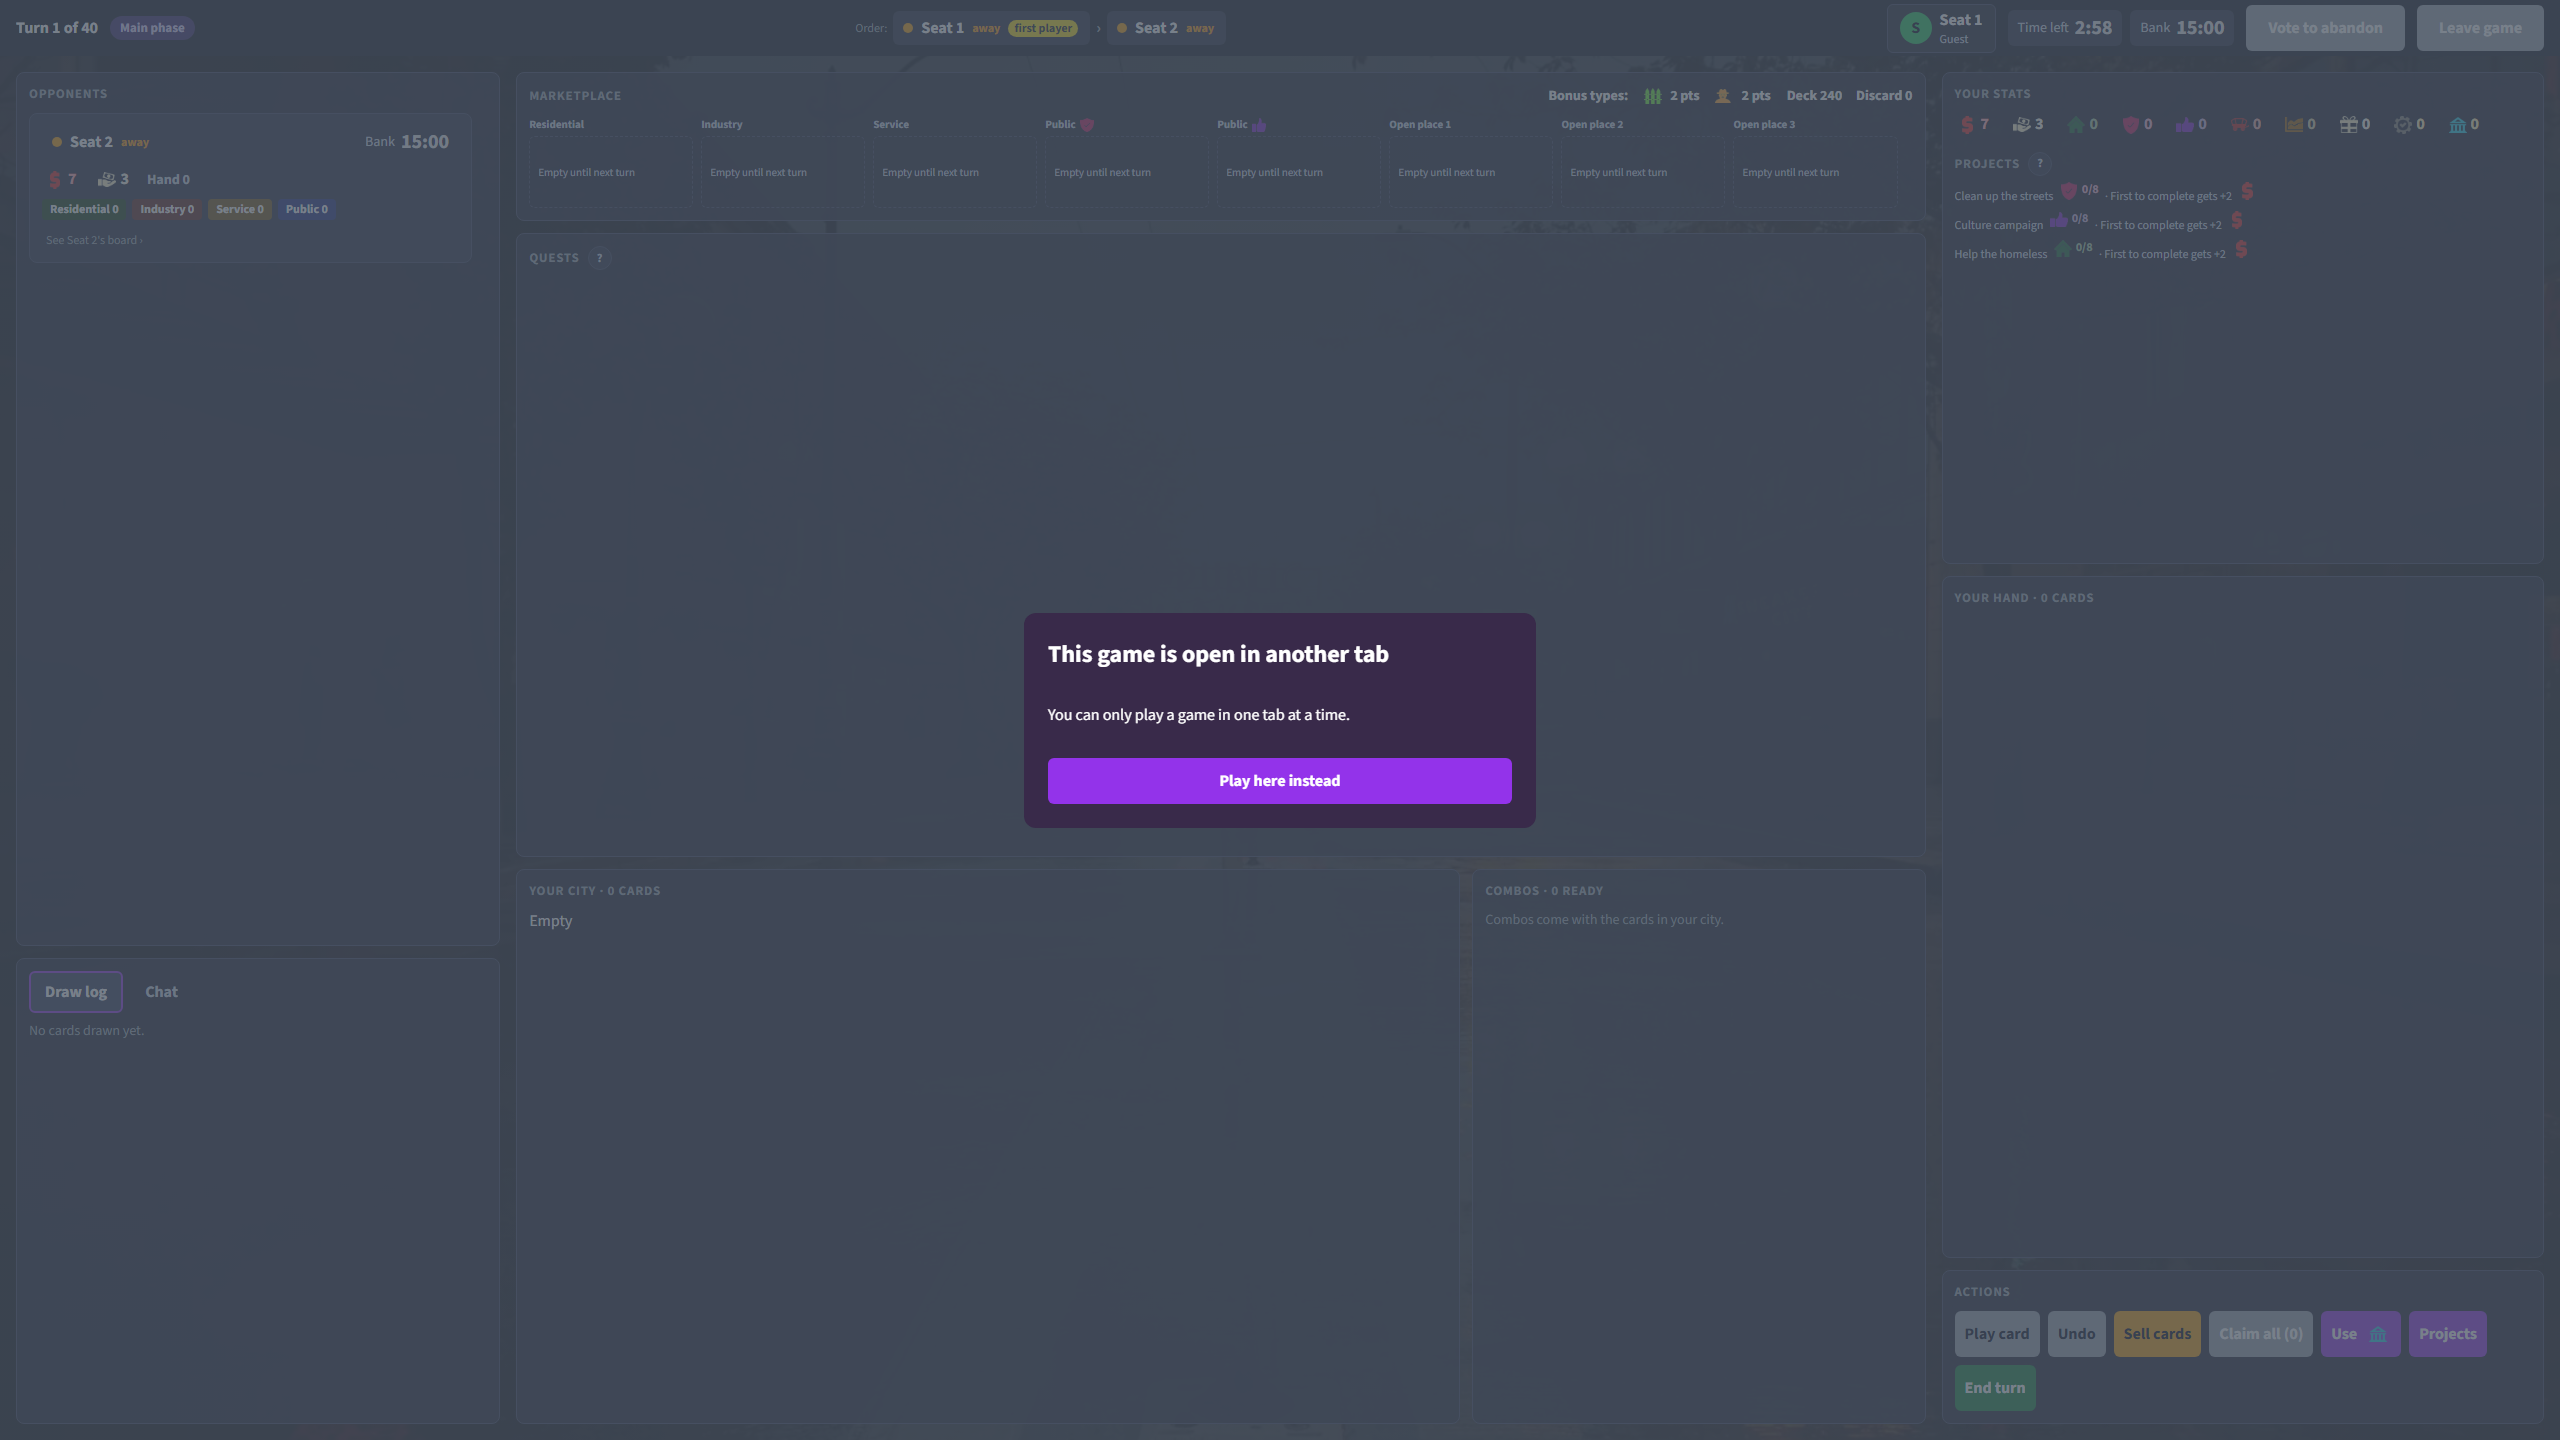 Turn 1 of 40 Main phase
Order: Seat 1 away first player › Seat 2 away
S Seat 1 Guest
Time left 2:58 Bank 15:00 Vote to abandon Leave game
OPPONENTS
Seat 2 away Bank 15:00
7 3 Hand 0
Residential 0 Industry 0 Service 0 Public 0
See Seat 2's board ›
MARKETPLACE Bonus types: 2 pts 2 pts Deck 240 Discard 0
Residential Industry Service Public Public Open place 1 Open place 2 Open place 3
Empty until next turn Empty until next turn Empty until next turn Empty until next turn Empty until next turn Empty until next turn Empty until next turn Empty until next turn
QUESTS ?
YOUR STATS
$ 7 3 0 0 0 0 0 0 0 0
PROJECTS ?
Clean up the streets 0/8 · First to complete gets +2 $
Culture campaign 0/8 · First to complete gets +2 $
Help the homeless 0/8 · First to complete gets +2 $
This game is open in another tab
You can only play a game in one tab at a time.
Play here instead
YOUR HAND · 0 CARDS
YOUR CITY · 0 CARDS
Empty
COMBOS · 0 READY
Combos come with the cards in your city.
Draw log Chat
No cards drawn yet.
ACTIONS
Play card Undo Sell cards Claim all (0) Use Projects
End turn